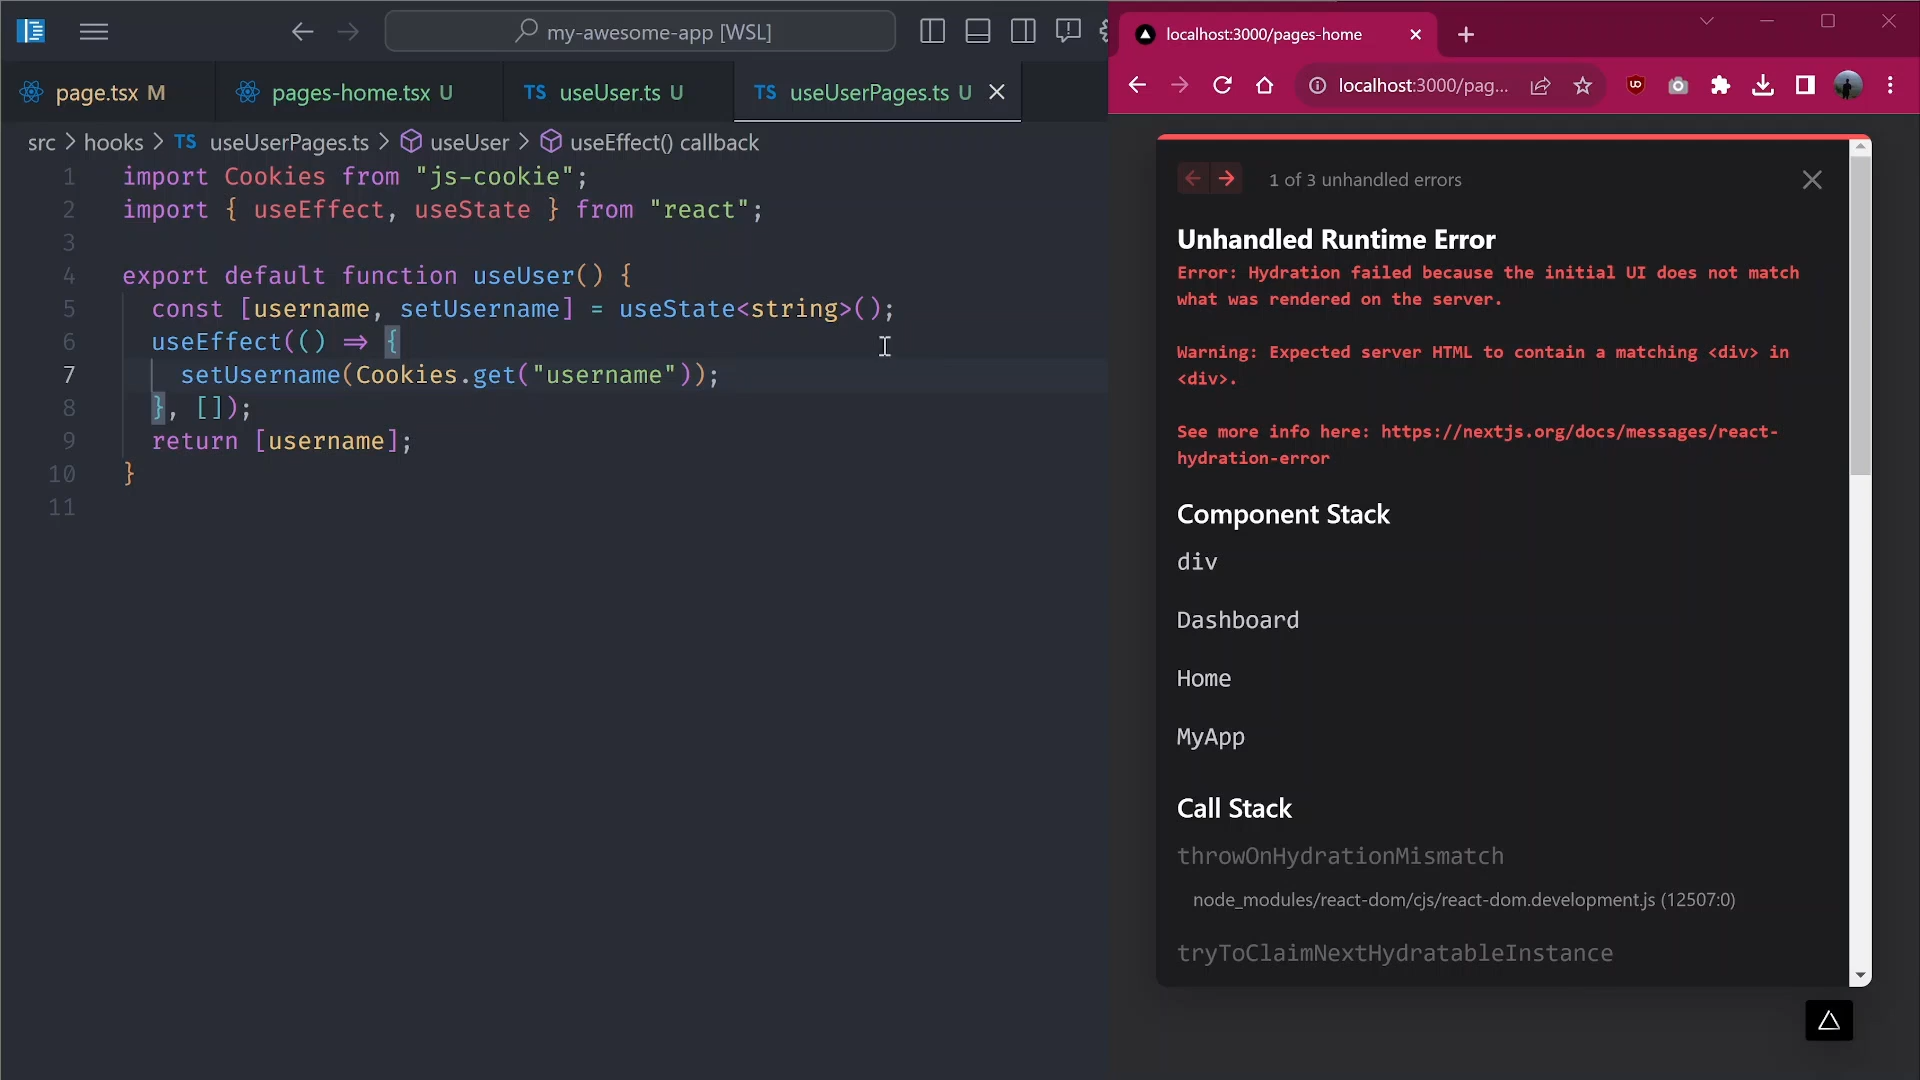 my-awesome-app [WSL]
page.tsx M
pages-home.tsx U
TS useUser.ts U
TS useUserPages.ts U
src > hooks > TS useUserPages.ts > useUser > useEffect() callback
1 import Cookies from "js-cookie";
2 import { useEffect, useState } from "react";
3
4 export default function useUser() {
5 const [username, setUsername] = useState<string>();
6 useEffect(() => {
7 setUsername(Cookies.get("username"));
8 }, []);
9 return [username];
10 }
11
localhost:3000/pages-home
localhost:3000/pag...
1 of 3 unhandled errors
Unhandled Runtime Error
Error: Hydration failed because the initial UI does not match
what was rendered on the server.
Warning: Expected server HTML to contain a matching <div> in
<div>.
See more info here: https://nextjs.org/docs/messages/react-
hydration-error
Component Stack
div
Dashboard
Home
MyApp
Call Stack
throwOnHydrationMismatch
node_modules/react-dom/cjs/react-dom.development.js (12507:0)
tryToClaimNextHydratableInstance